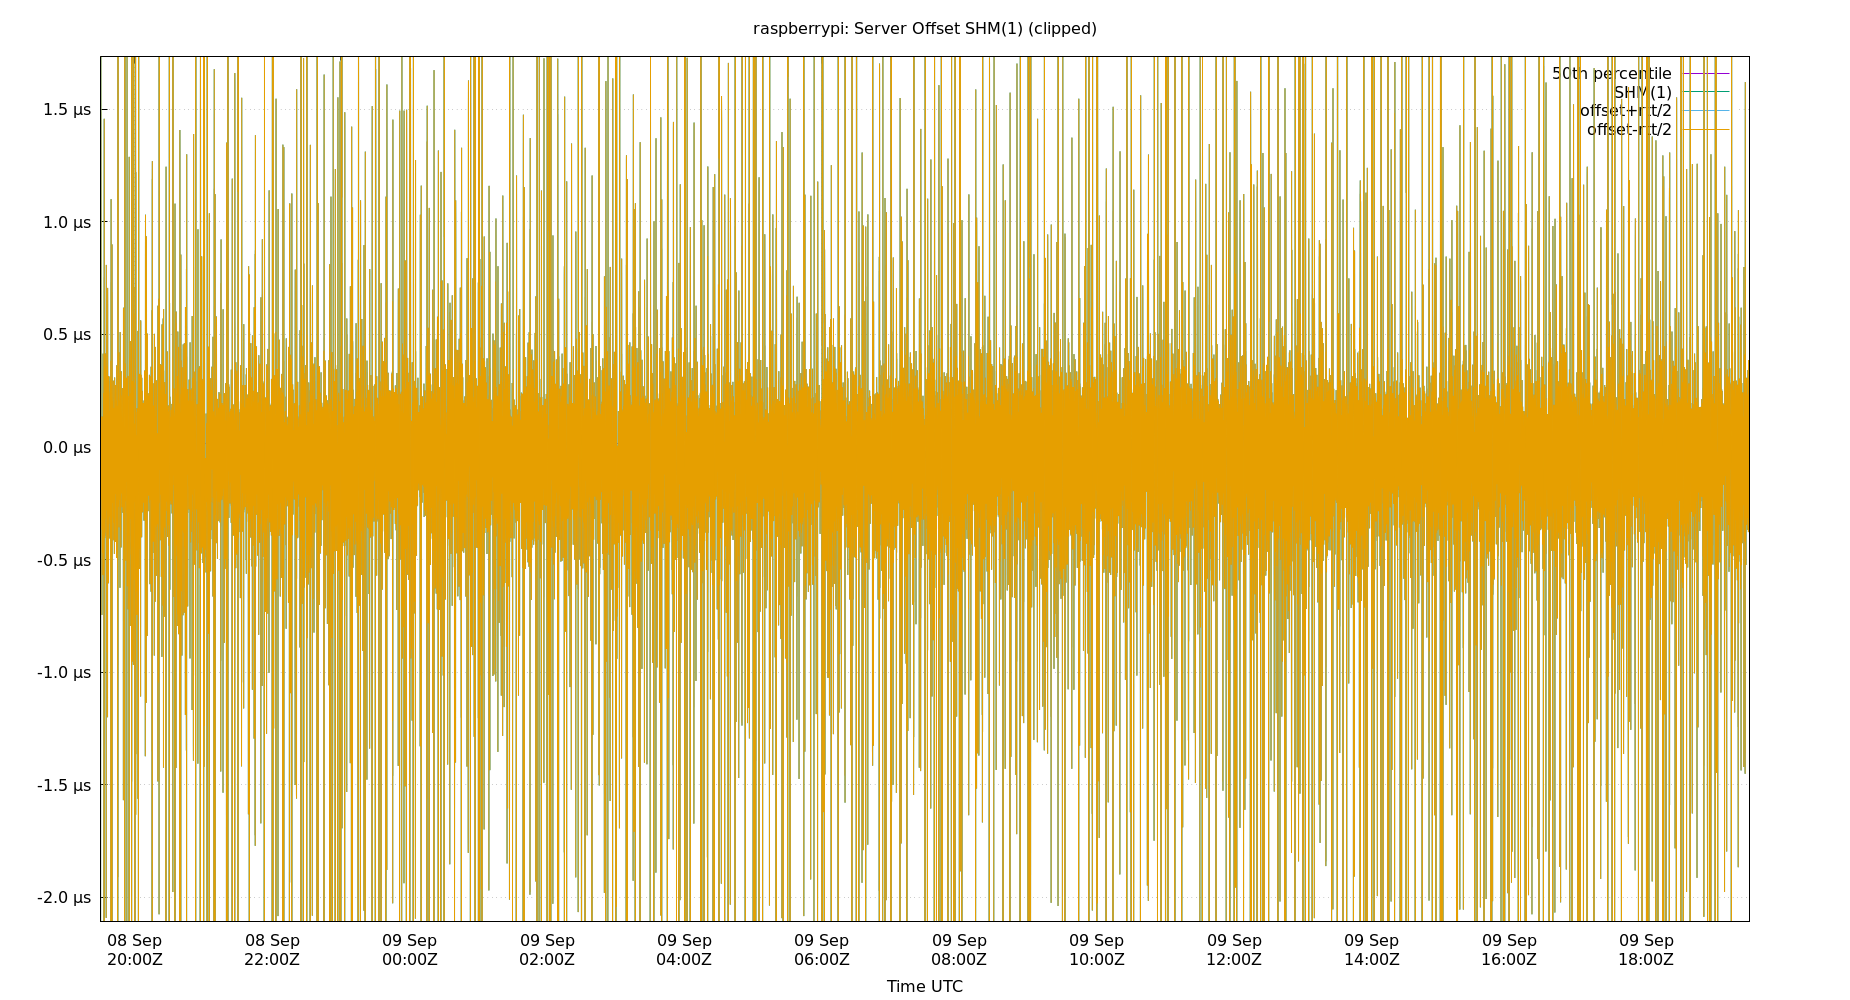 raspberrypi: Server Offset SHM(1) (clipped)
50th percentile
SHM(1)
offset+rtt/2
offset-rtt/2
1.5 µs
1.0 µs
0.5 µs
0.0 µs
-0.5 µs
-1.0 µs
-1.5 µs
-2.0 µs
08 Sep 08 Sep 09 Sep 09 Sep 09 Sep 09 Sep 09 Sep 09 Sep 09 Sep 09 Sep 09 Sep 09 Sep
20:00Z 22:00Z 00:00Z 02:00Z 04:00Z 06:00Z 08:00Z 10:00Z 12:00Z 14:00Z 16:00Z 18:00Z
Time UTC